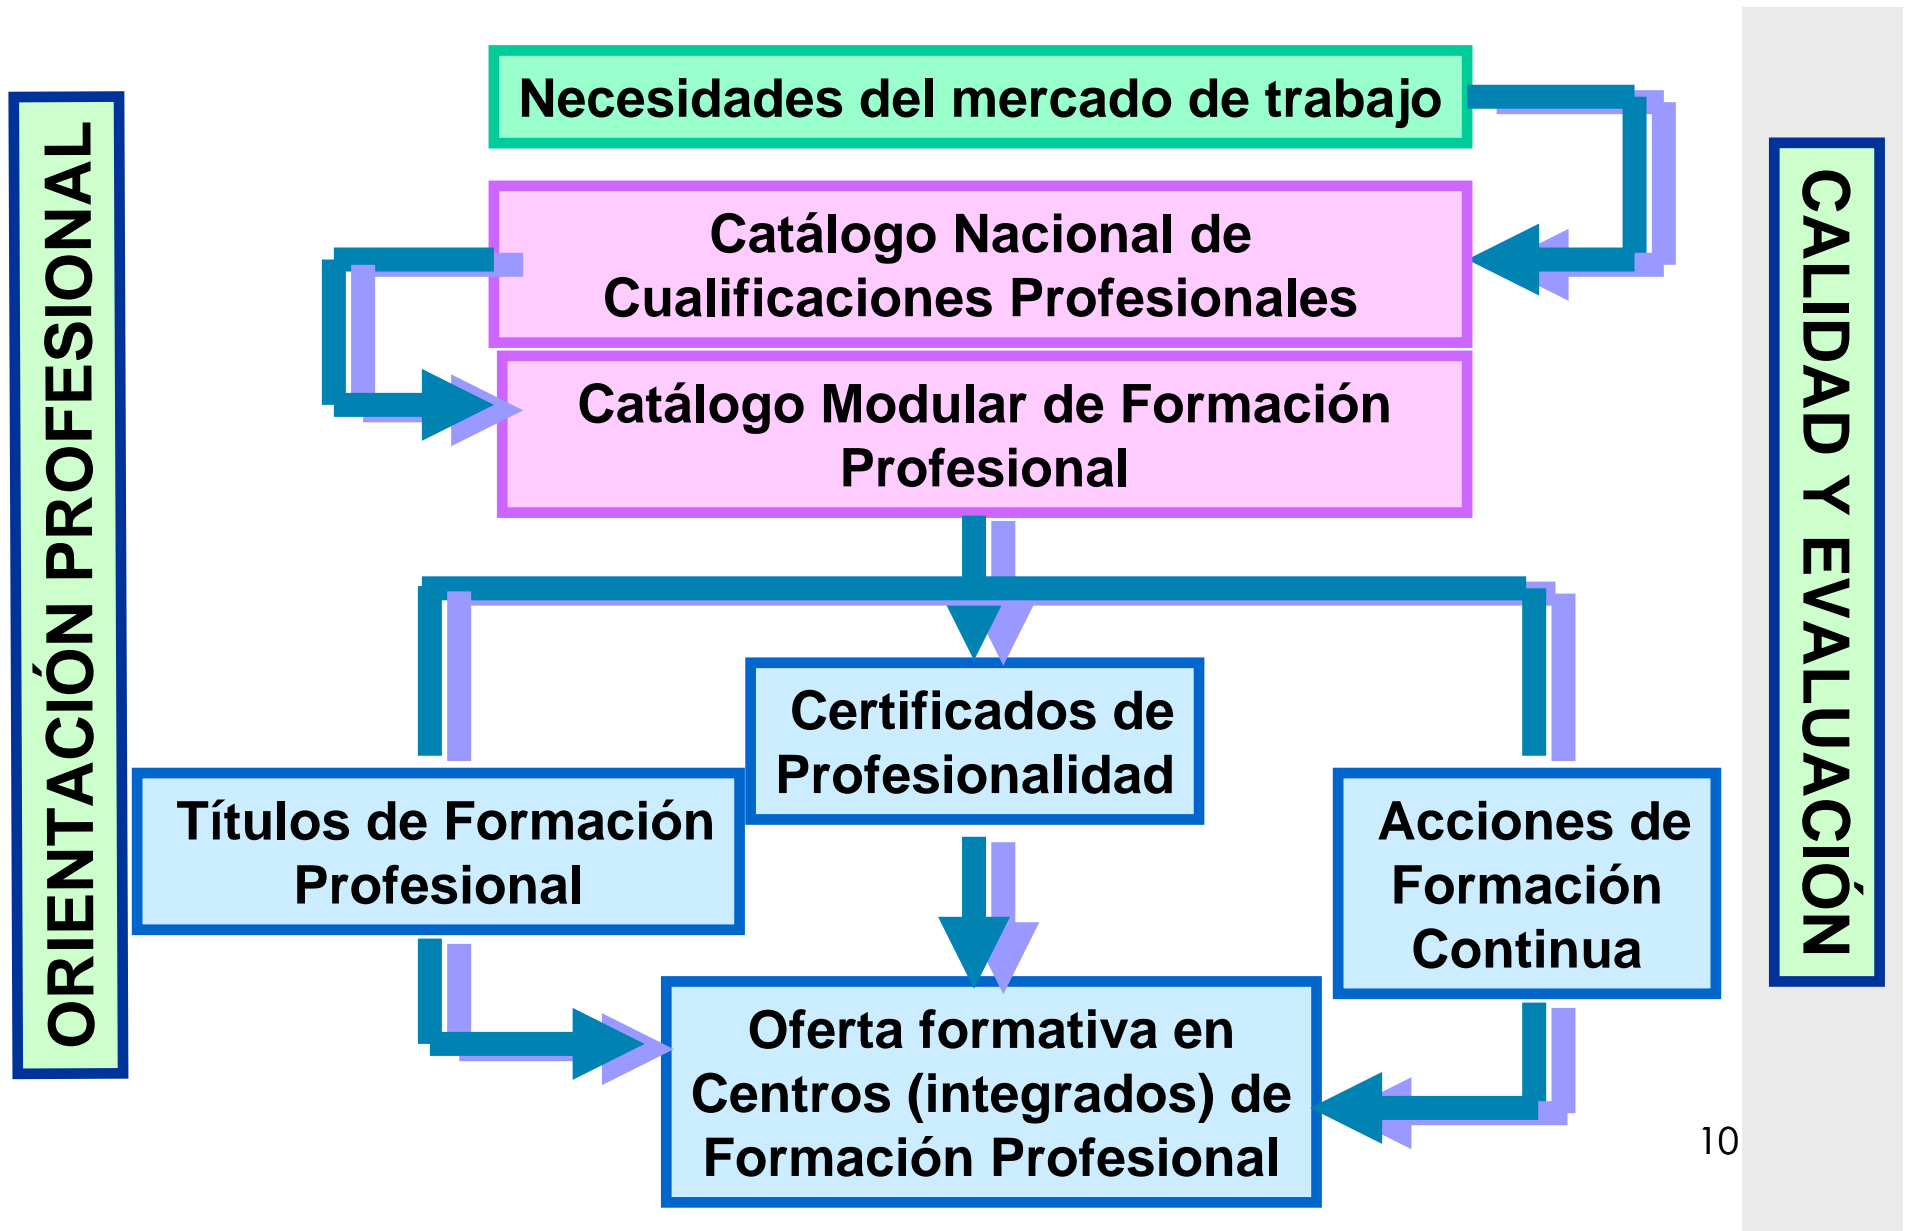 ORIENTACIÓN PROFESIONAL
Necesidades del mercado de trabajo
Catálogo Nacional de
Cualificaciones Profesionales
Catálogo Modular de Formación
Profesional
Certificados de
Profesionalidad
Títulos de Formación
Profesional
Acciones de
Formación
Continua
Oferta formativa en
Centros (integrados) de
Formación Profesional
CALIDAD Y EVALUACIÓN
10